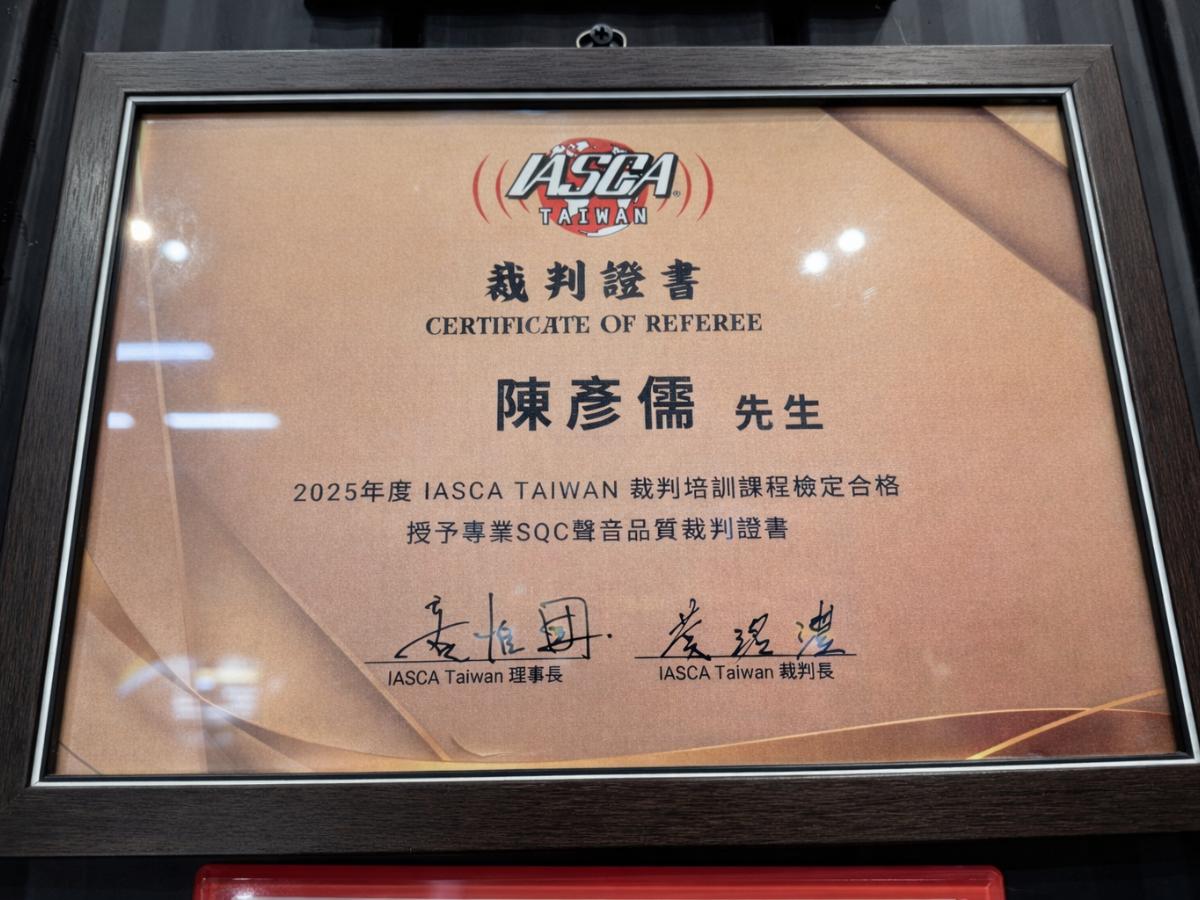 IASCA®
TAIWAN
裁判證書
CERTIFICATE OF REFEREE
陳彥儒 先生
2025年度 IASCA TAIWAN 裁判培訓課程檢定合格
授予專業SQC聲音品質裁判證書
IASCA Taiwan 理事長 IASCA Taiwan 裁判長